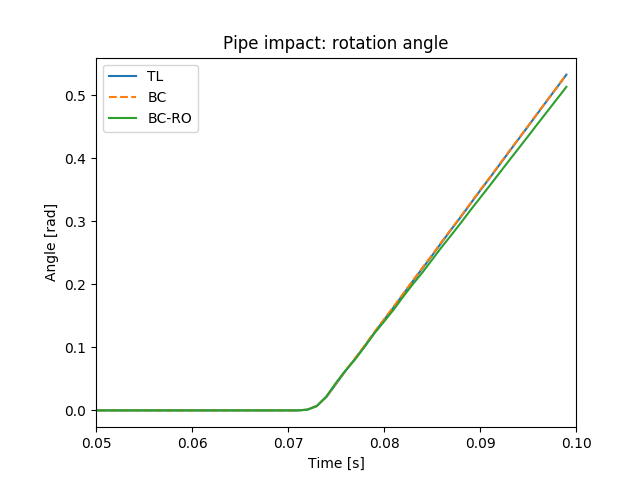 Pipe impact: rotation angle
TL
BC
BC-RO
Angle [rad]
0.5
0.4
0.3
0.2
0.1
0.0
0.05 0.06 0.07 0.08 0.09 0.10
Time [s]